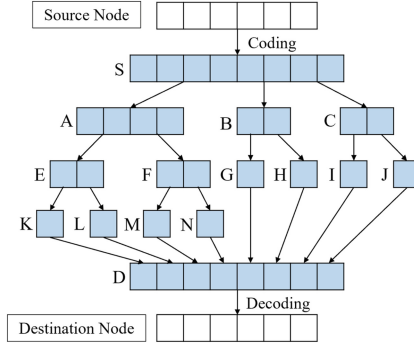 Source Node
Coding
S
A
B
C
E
F
G
H
I
J
K
L
M
N
D
Decoding
Destination Node